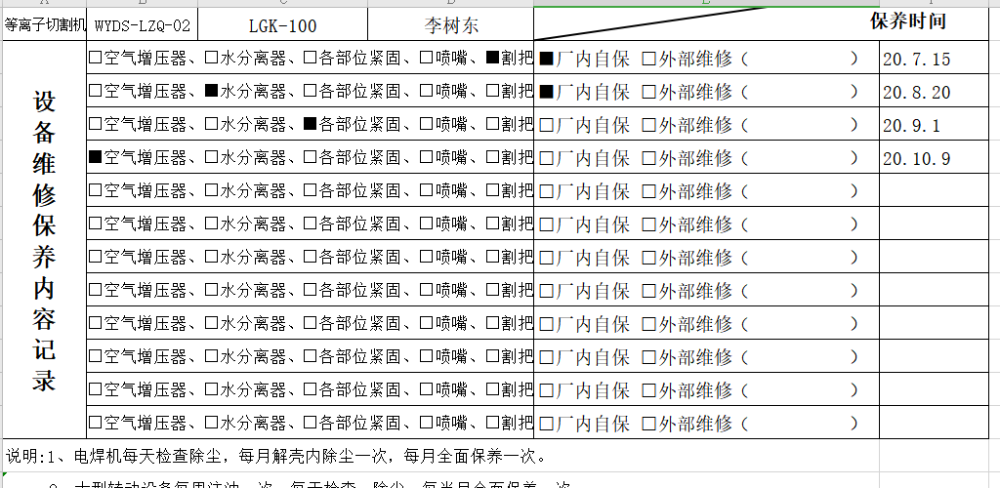 等离子切割机 WYDS-LZQ-02 LGK-100 李树东 保养时间
设备维修保养内容记录
□空气增压器、□水分离器、□各部位紧固、□喷嘴、■割把 ■厂内自保 □外部维修（ ） 20.7.15
□空气增压器、■水分离器、□各部位紧固、□喷嘴、□割把 ■厂内自保 □外部维修（ ） 20.8.20
□空气增压器、□水分离器、■各部位紧固、□喷嘴、□割把 □厂内自保 □外部维修（ ） 20.9.1
■空气增压器、□水分离器、□各部位紧固、□喷嘴、□割把 □厂内自保 □外部维修（ ） 20.10.9
□空气增压器、□水分离器、□各部位紧固、□喷嘴、□割把 □厂内自保 □外部维修（ ）
□空气增压器、□水分离器、□各部位紧固、□喷嘴、□割把 □厂内自保 □外部维修（ ）
□空气增压器、□水分离器、□各部位紧固、□喷嘴、□割把 □厂内自保 □外部维修（ ）
□空气增压器、□水分离器、□各部位紧固、□喷嘴、□割把 □厂内自保 □外部维修（ ）
□空气增压器、□水分离器、□各部位紧固、□喷嘴、□割把 □厂内自保 □外部维修（ ）
□空气增压器、□水分离器、□各部位紧固、□喷嘴、□割把 □厂内自保 □外部维修（ ）
□空气增压器、□水分离器、□各部位紧固、□喷嘴、□割把 □厂内自保 □外部维修（ ）
□空气增压器、□水分离器、□各部位紧固、□喷嘴、□割把 □厂内自保 □外部维修（ ）
说明:1、电焊机每天检查除尘，每月解壳内除尘一次，每月全面保养一次。